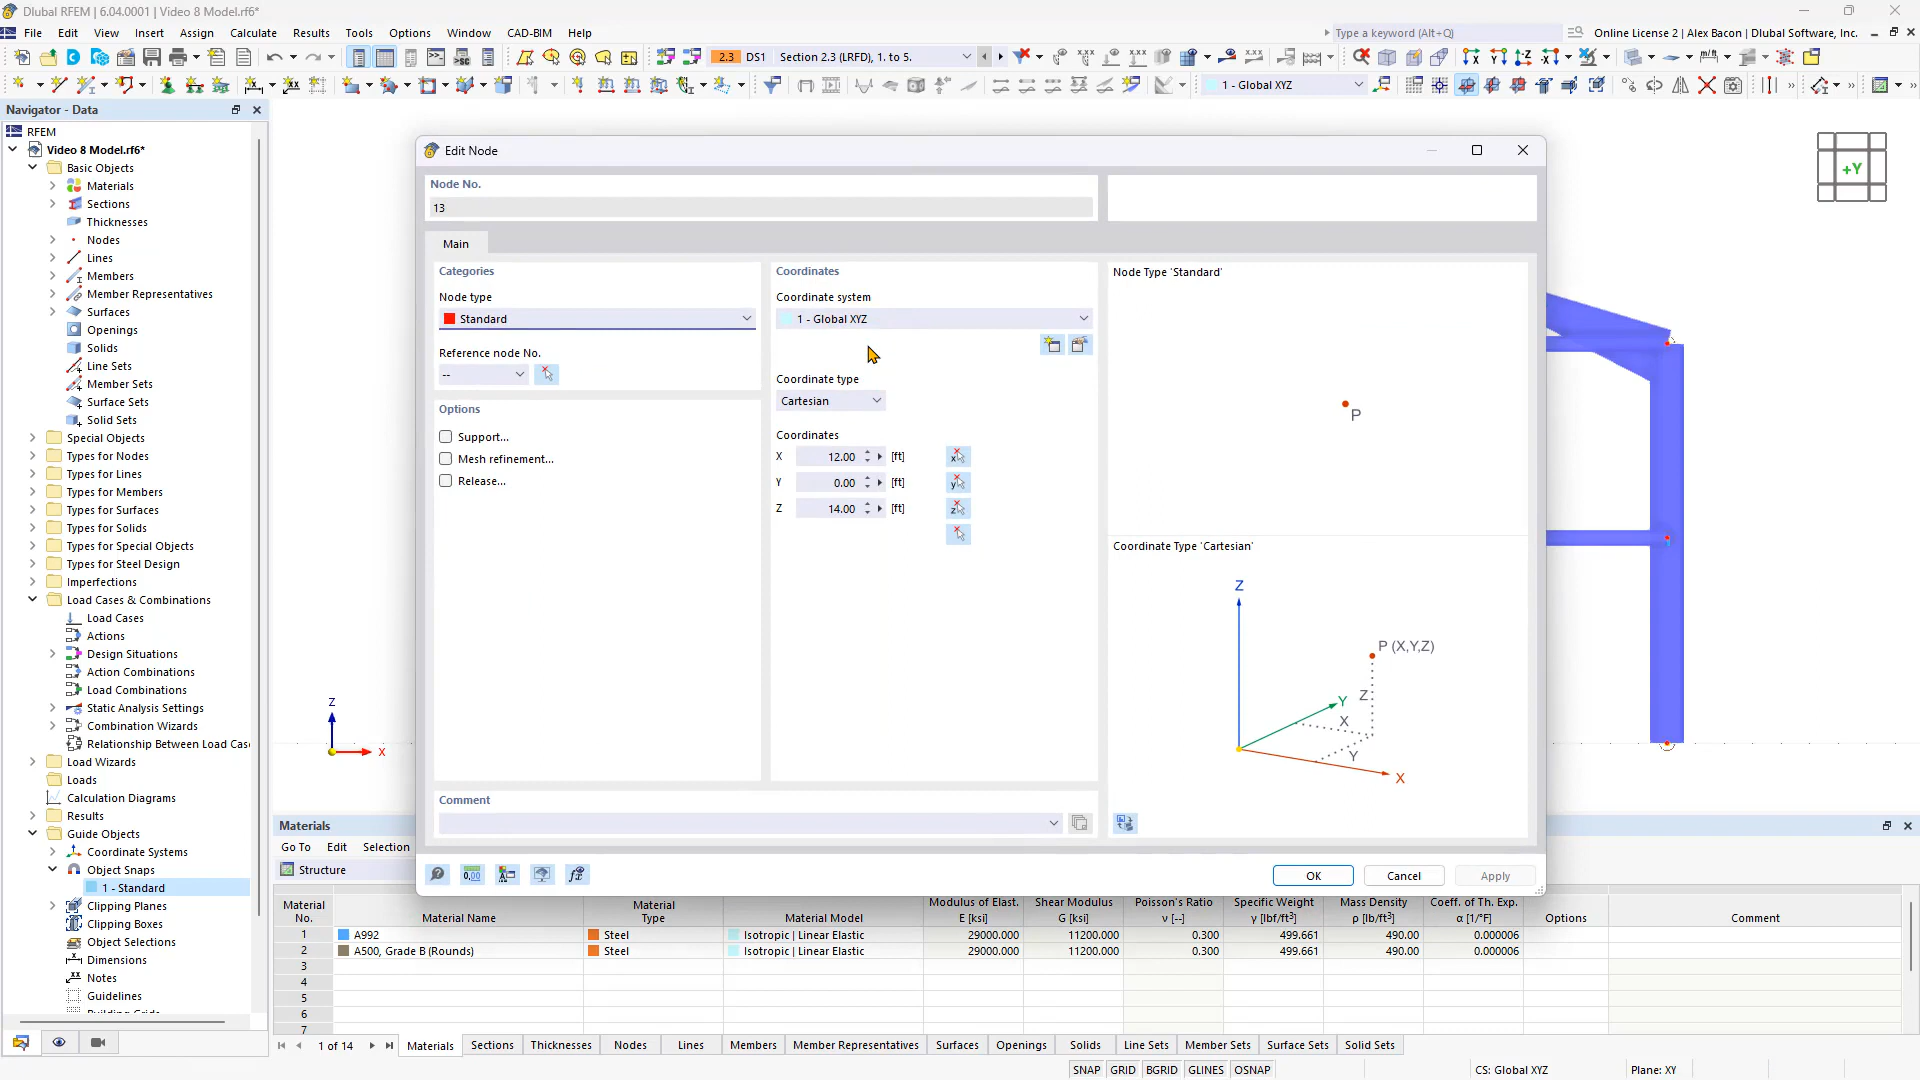 Dlubal RFEM | 6.04.0001 | Video 8 Model.rf6*
File Edit View Insert Assign Calculate Results Tools Options Window CAD-BIM Help
Type a keyword (Alt+Q)
Online License 2 | Alex Bacon | Dlubal Software, Inc.
2.3 DS1 Section 2.3 (LRFD), 1. to 5.
1 - Global XYZ
Navigator - Data
RFEM
Video 8 Model.rf6*
Basic Objects
Materials
Sections
Thicknesses
Nodes
Lines
Members
Member Representatives
Surfaces
Openings
Solids
Line Sets
Member Sets
Surface Sets
Solid Sets
Special Objects
Types for Nodes
Types for Lines
Types for Members
Types for Surfaces
Types for Solids
Types for Special Objects
Types for Steel Design
Imperfections
Load Cases & Combinations
Load Cases
Actions
Design Situations
Action Combinations
Load Combinations
Static Analysis Settings
Combination Wizards
Relationship Between Load Case
Load Wizards
Loads
Calculation Diagrams
Results
Guide Objects
Coordinate Systems
Object Snaps
1 - Standard
Clipping Planes
Clipping Boxes
Object Selections
Dimensions
Notes
Guidelines
Z
X
+Y
Edit Node
Node No.
13
Main
Categories
Node type
Standard
Reference node No.
--
Options
Support...
Mesh refinement...
Release...
Coordinates
Coordinate system
1 - Global XYZ
Coordinate type
Cartesian
Coordinates
X 12.00 [ft]
Y 0.00 [ft]
Z 14.00 [ft]
Node Type 'Standard'
P
Coordinate Type 'Cartesian'
Z
P (X,Y,Z)
Y
Z
X
Y
X
Comment
OK Cancel Apply
Materials
Go To Edit Selection
Structure
Material No. Material Name Material Type Material Model Modulus of Elast. E [ksi] Shear Modulus G [ksi] Poisson's Ratio ν [--] Specific Weight γ [lbf/ft³] Mass Density ρ [lb/ft³] Coeff. of Th. Exp. α [1/°F] Options Comment
1 A992 Steel Isotropic | Linear Elastic 29000.000 11200.000 0.300 499.661 490.00 0.000006
2 A500, Grade B (Rounds) Steel Isotropic | Linear Elastic 29000.000 11200.000 0.300 499.661 490.00 0.000006
3
4
5
6
7
1 of 14 Materials Sections Thicknesses Nodes Lines Members Member Representatives Surfaces Openings Solids Line Sets Member Sets Surface Sets Solid Sets
SNAP GRID BGRID GLINES OSNAP CS: Global XYZ Plane: XY